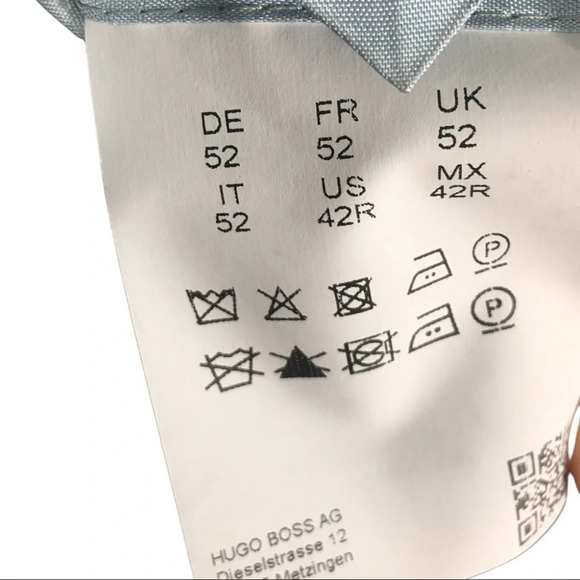 DE FR UK
52 52 52
IT US MX
52 42R 42R
P
P
HUGO BOSS AG
Dieselstrasse 12
Metzingen